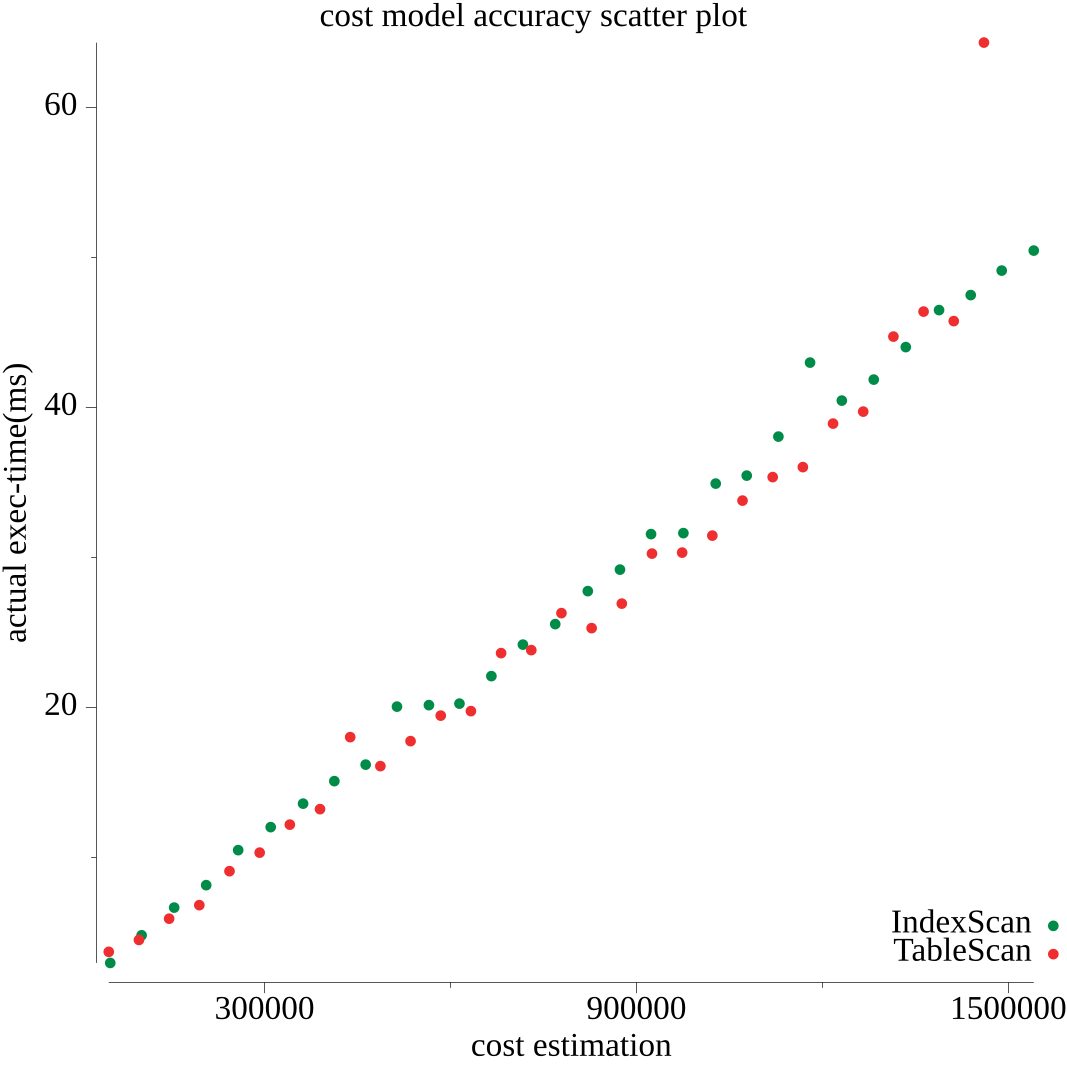 cost model accuracy scatter plot
60
40
20
actual exec-time(ms)
IndexScan
TableScan
300000
900000
1500000
cost estimation